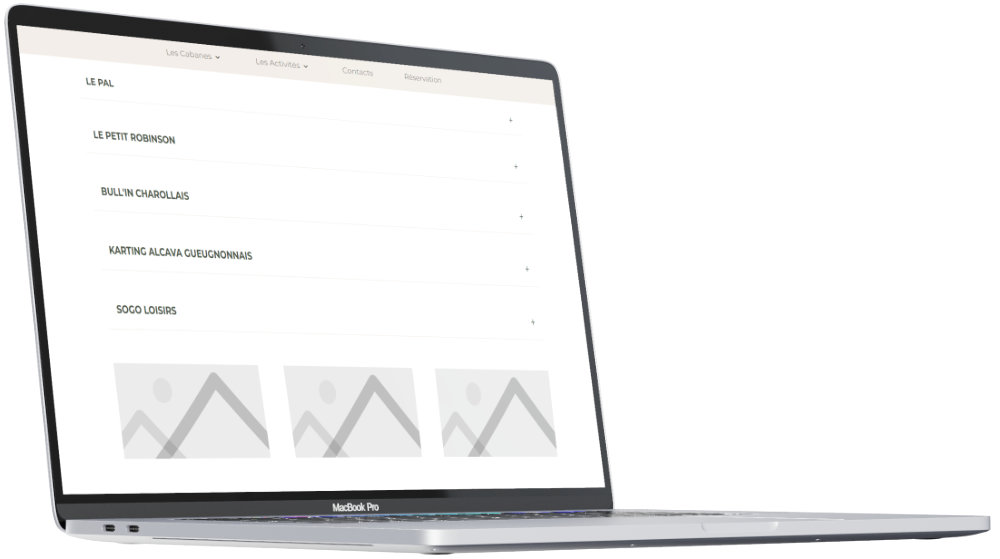 Les Cabanes
Les Activités
Contacts
Réservation
LE PAL
+
LE PETIT ROBINSON
+
BULL'IN CHAROLLAIS
+
KARTING ALCAVA GUEUGNONNAIS
+
SOGO LOISIRS
+
MacBook Pro